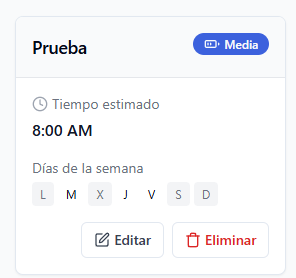 Prueba
Media
Tiempo estimado
8:00 AM
Días de la semana
L M X J V S D
Editar Eliminar